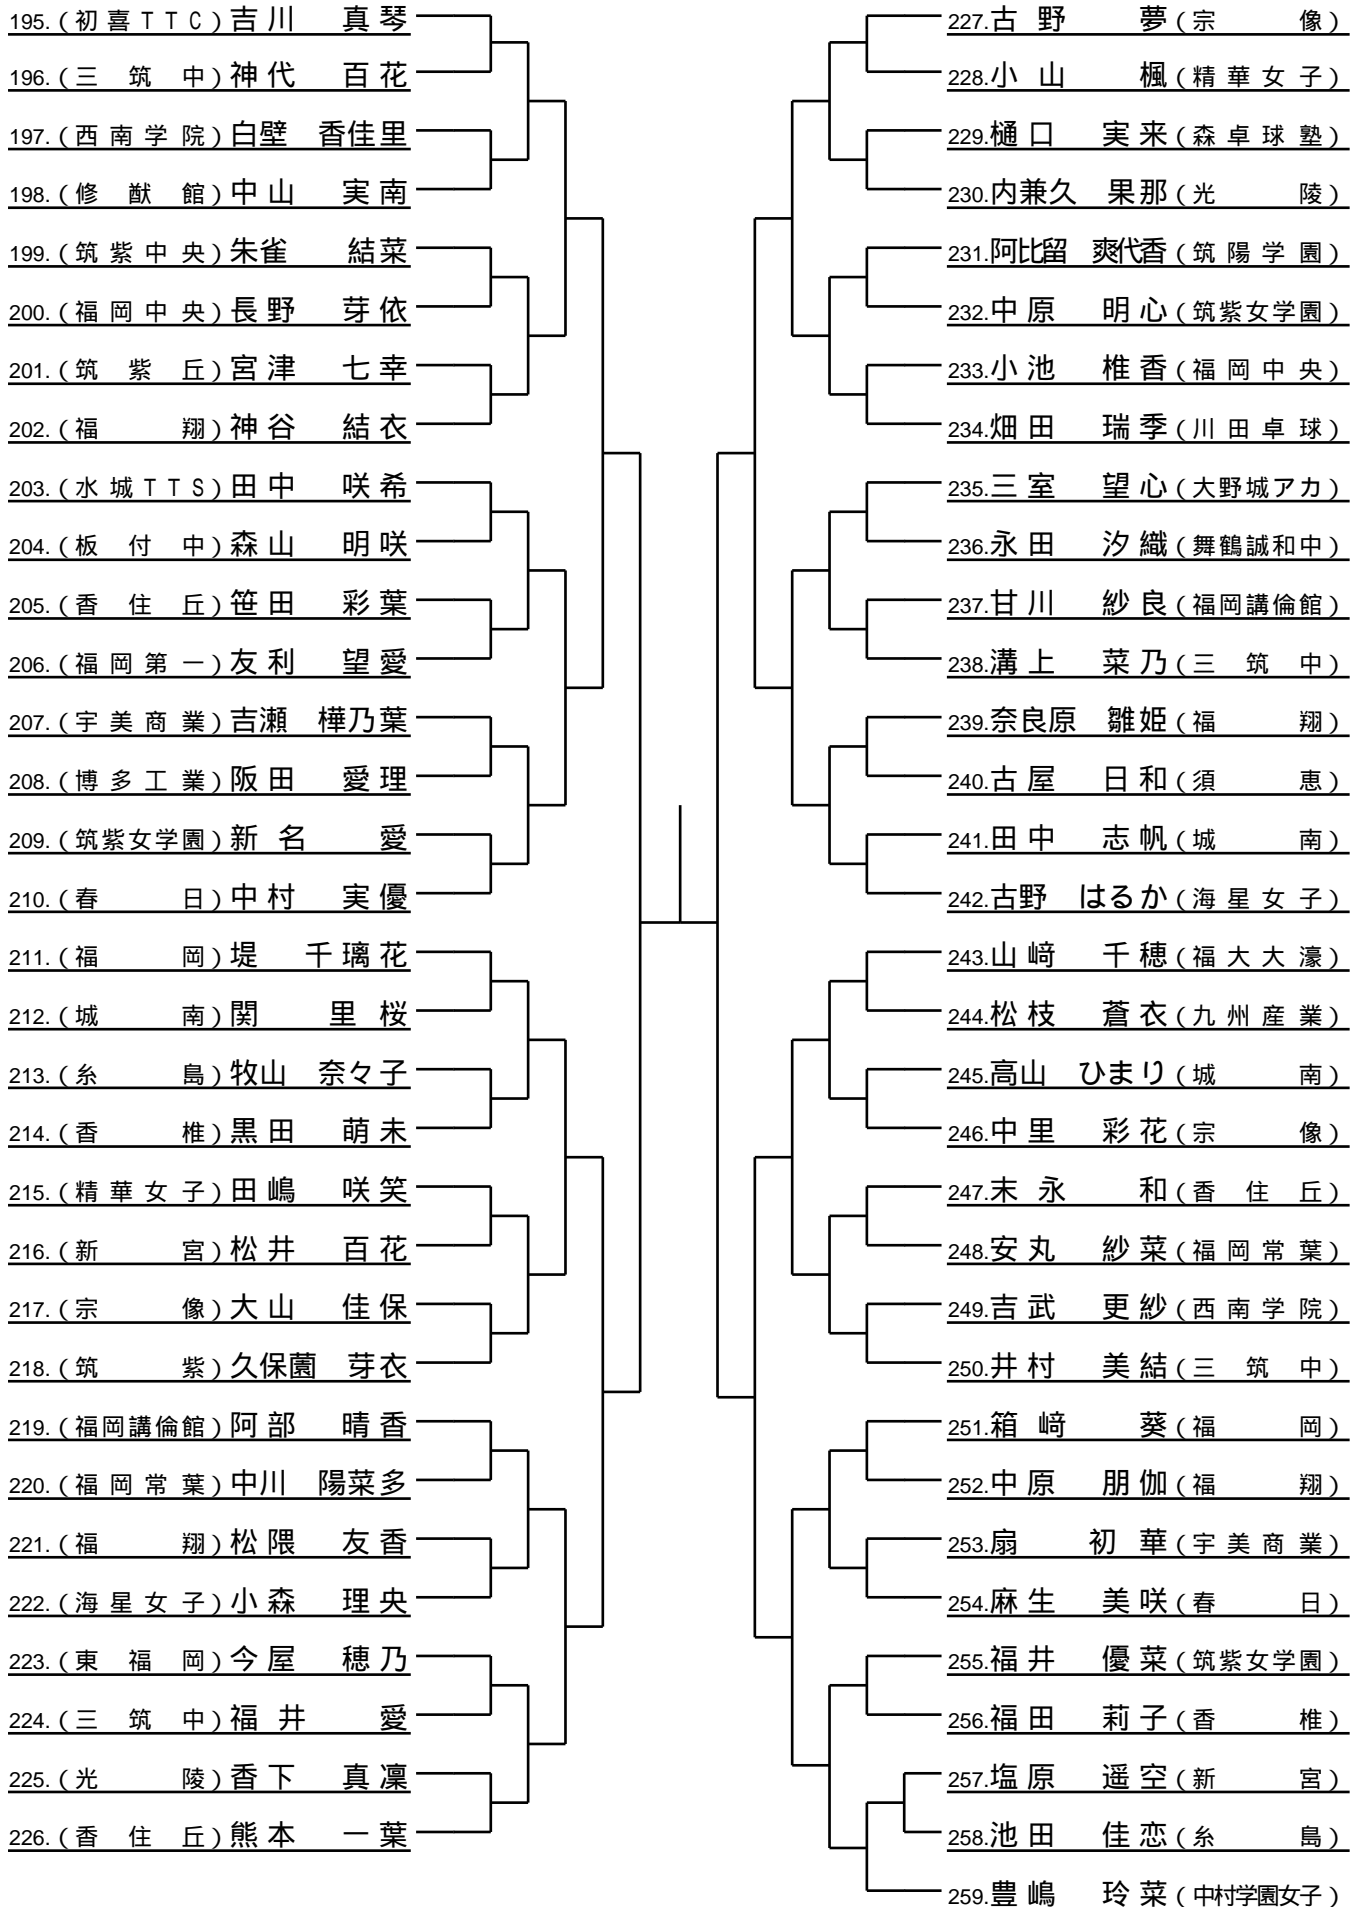 195.(初喜TTC)吉川 真琴
196.(三筑中)神代 百花
197.(西南学院)白壁 香佳里
198.(修猷館)中山 実南
199.(筑紫中央)朱雀 結菜
200.(福岡中央)長野 芽依
201.(筑紫丘)宮津 七幸
202.(福翔)神谷 結衣
203.(水城TTS)田中 咲希
204.(板付中)森山 明咲
205.(香住丘)笹田 彩葉
206.(福岡第一)友利 望愛
207.(宇美商業)吉瀬 樺乃葉
208.(博多工業)阪田 愛理
209.(筑紫女学園)新名 愛
210.(春日)中村 実優
211.(福岡)堤 千璃花
212.(城南)関 里桜
213.(糸島)牧山 奈々子
214.(香椎)黒田 萌未
215.(精華女子)田嶋 咲笑
216.(新宮)松井 百花
217.(宗像)大山 佳保
218.(筑紫)久保薗 芽衣
219.(福岡講倫館)阿部 晴香
220.(福岡常葉)中川 陽菜多
221.(福翔)松隈 友香
222.(海星女子)小森 理央
223.(東福岡)今屋 穂乃
224.(三筑中)福井 愛
225.(光陵)香下 真凜
226.(香住丘)熊本 一葉
227.古野 夢(宗像)
228.小山 楓(精華女子)
229.樋口 実来(森卓球塾)
230.内兼久 果那(光陵)
231.阿比留 爽代香(筑陽学園)
232.中原 明心(筑紫女学園)
233.小池 椎香(福岡中央)
234.畑田 瑞季(川田卓球)
235.三室 望心(大野城アカ)
236.永田 汐織(舞鶴誠和中)
237.甘川 紗良(福岡講倫館)
238.溝上 菜乃(三筑中)
239.奈良原 雛姫(福翔)
240.古屋 日和(須恵)
241.田中 志帆(城南)
242.古野 はるか(海星女子)
243.山﨑 千穂(福大大濠)
244.松枝 蒼衣(九州産業)
245.高山 ひまり(城南)
246.中里 彩花(宗像)
247.末永 和(香住丘)
248.安丸 紗菜(福岡常葉)
249.吉武 更紗(西南学院)
250.井村 美結(三筑中)
251.箱﨑 葵(福岡)
252.中原 朋伽(福翔)
253.扇 初華(宇美商業)
254.麻生 美咲(春日)
255.福井 優菜(筑紫女学園)
256.福田 莉子(香椎)
257.塩原 遥空(新宮)
258.池田 佳恋(糸島)
259.豊嶋 玲菜(中村学園女子)